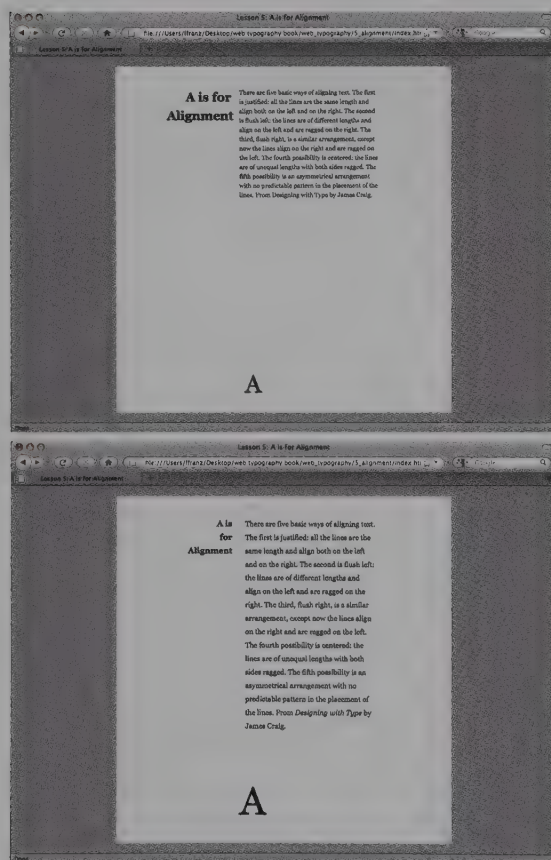 Lesson 5: A is for Alignment
file:///Users/lfranz/Desktop/web typography book/web_typography/5_alignment/index.htm
Google
Lesson 5: A is for Alignment
A is for
Alignment
There are five basic ways of aligning text. The first
is justified: all the lines are the same length and
align both on the left and on the right. The second
is flush left: the lines are of different lengths and
align on the left and are ragged on the right. The
third, flush right, is a similar arrangement, except
now the lines align on the right and are ragged on
the left. The fourth possibility is centered: the lines
are of unequal lengths with both sides ragged. The
fifth possibility is an asymmetrical arrangement
with no predictable pattern in the placement of the
lines. From Designing with Type by James Craig.
A
Done
Lesson 5: A is for Alignment
file:///Users/lfranz/Desktop/web typography book/web_typography/5_alignment/index.htm
Google
Lesson 5: A is for Alignment
A is
for
Alignment
There are five basic ways of aligning text.
The first is justified: all the lines are the
same length and align both on the left
and on the right. The second is flush left:
the lines are of different lengths and
align on the left and are ragged on the
right. The third, flush right, is a similar
arrangement, except now the lines align
on the right and are ragged on the left.
The fourth possibility is centered: the
lines are of unequal lengths with both
sides ragged. The fifth possibility is an
asymmetrical arrangement with no
predictable pattern in the placement of
the lines. From Designing with Type by
James Craig.
A
Done